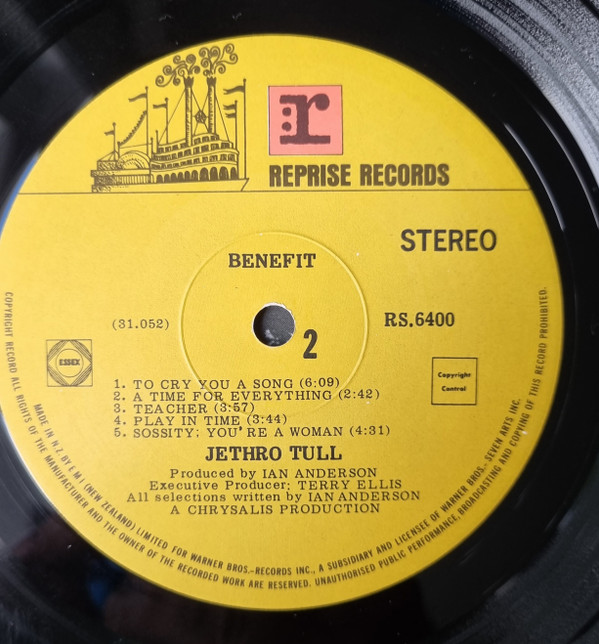 r
REPRISE RECORDS
STEREO
BENEFIT
(31.052)
RS.6400
2
ESSEX
Copyright
Control
1. TO CRY YOU A SONG (6:09)
2. A TIME FOR EVERYTHING (2:42)
3. TEACHER (3:57)
4. PLAY IN TIME (3:44)
5. SOSSITY; YOU'RE A WOMAN (4:31)
JETHRO TULL
Produced by IAN ANDERSON
Executive Producer; TERRY ELLIS
All selections written by IAN ANDERSON
A CHRYSALIS PRODUCTION
MADE IN N.Z. BY E.M.I. (NEW ZEALAND) LIMITED FOR WARNER BROS.-RECORDS INC., A SUBSIDIARY AND LICENSEE OF WARNER BROS.- SEVEN ARTS INC.
COPYRIGHT RECORD ALL RIGHTS OF THE MANUFACTURER AND THE OWNER OF THE RECORDED WORK ARE RESERVED. UNAUTHORISED PUBLIC PERFORMANCE, BROADCASTING AND COPYING OF THIS RECORD PROHIBITED.